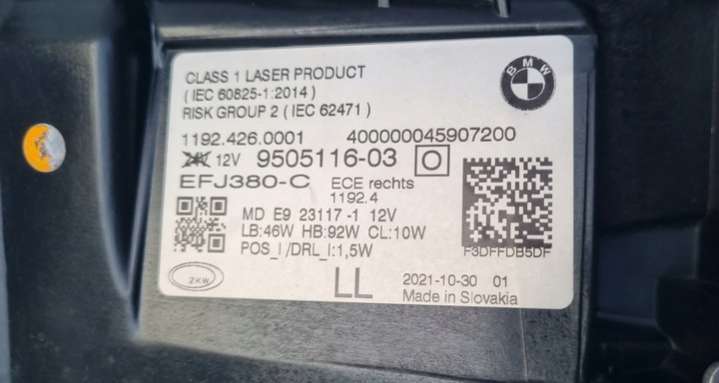 CLASS 1 LASER PRODUCT
( IEC 60825-1:2014 )
RISK GROUP 2 ( IEC 62471 )
BMW
1192.426.0001 400000045907200
24V 12V 9505116-03 O
EFJ380-C ECE rechts
1192.4
MD E9 23117 -1 12V
LB:46W HB:92W CL:10W
POS_I /DRL_I:1,5W
F3DFFDB5DF
ZKW
LL
2021-10-30 01
Made in Slovakia